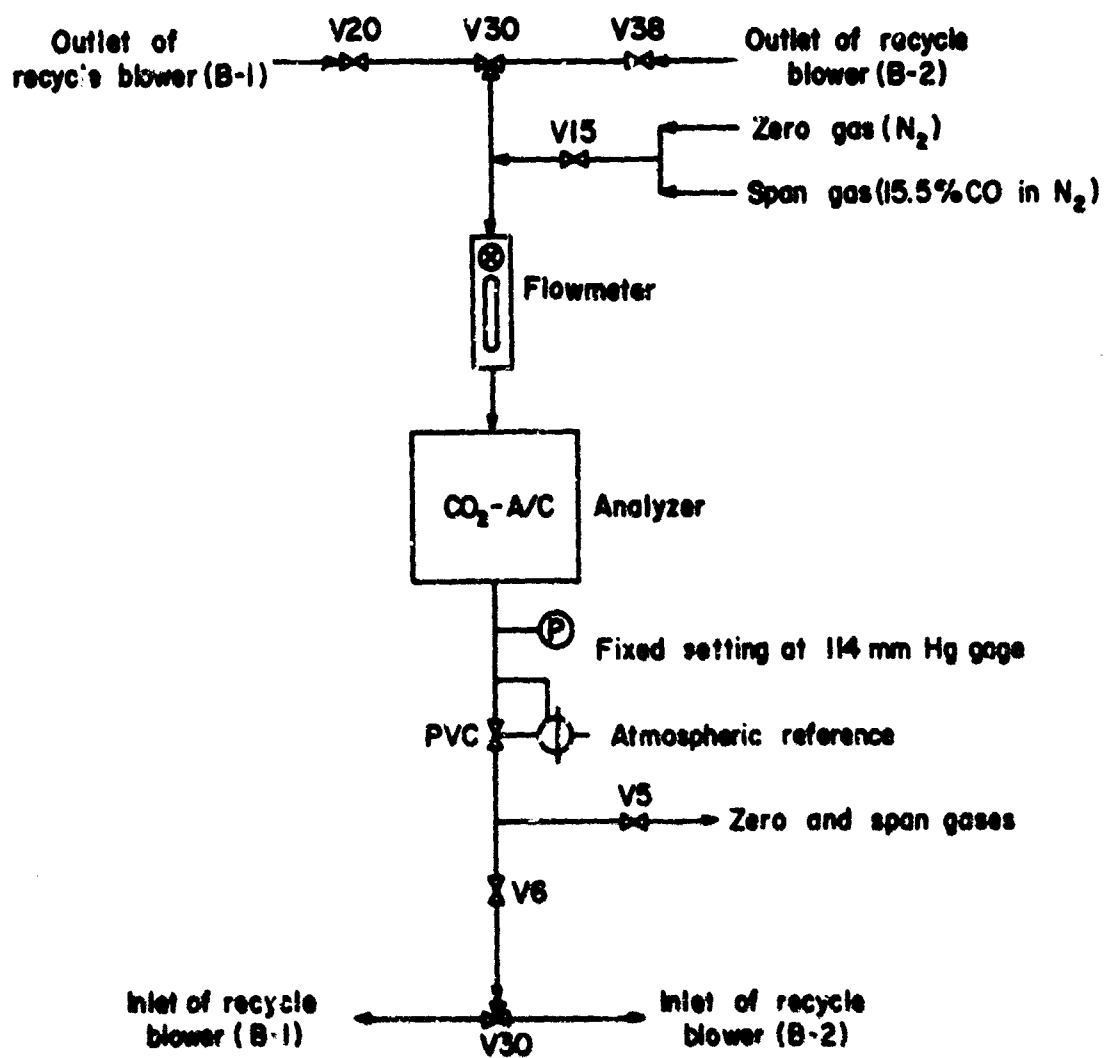 V20 V30 V38
Outlet of
recycle blower (B-1)
Outlet of recycle
blower (B-2)
V15
Zero gas (N₂)
Span gas (15.5% CO in N₂)
Flowmeter
CO₂-A/C
Analyzer
P
Fixed setting at 114 mm Hg gage
PVC
Atmospheric reference
V5
Zero and span gases
V6
Inlet of recycle
blower (B-1)
Inlet of recycle
blower (B-2)
V30